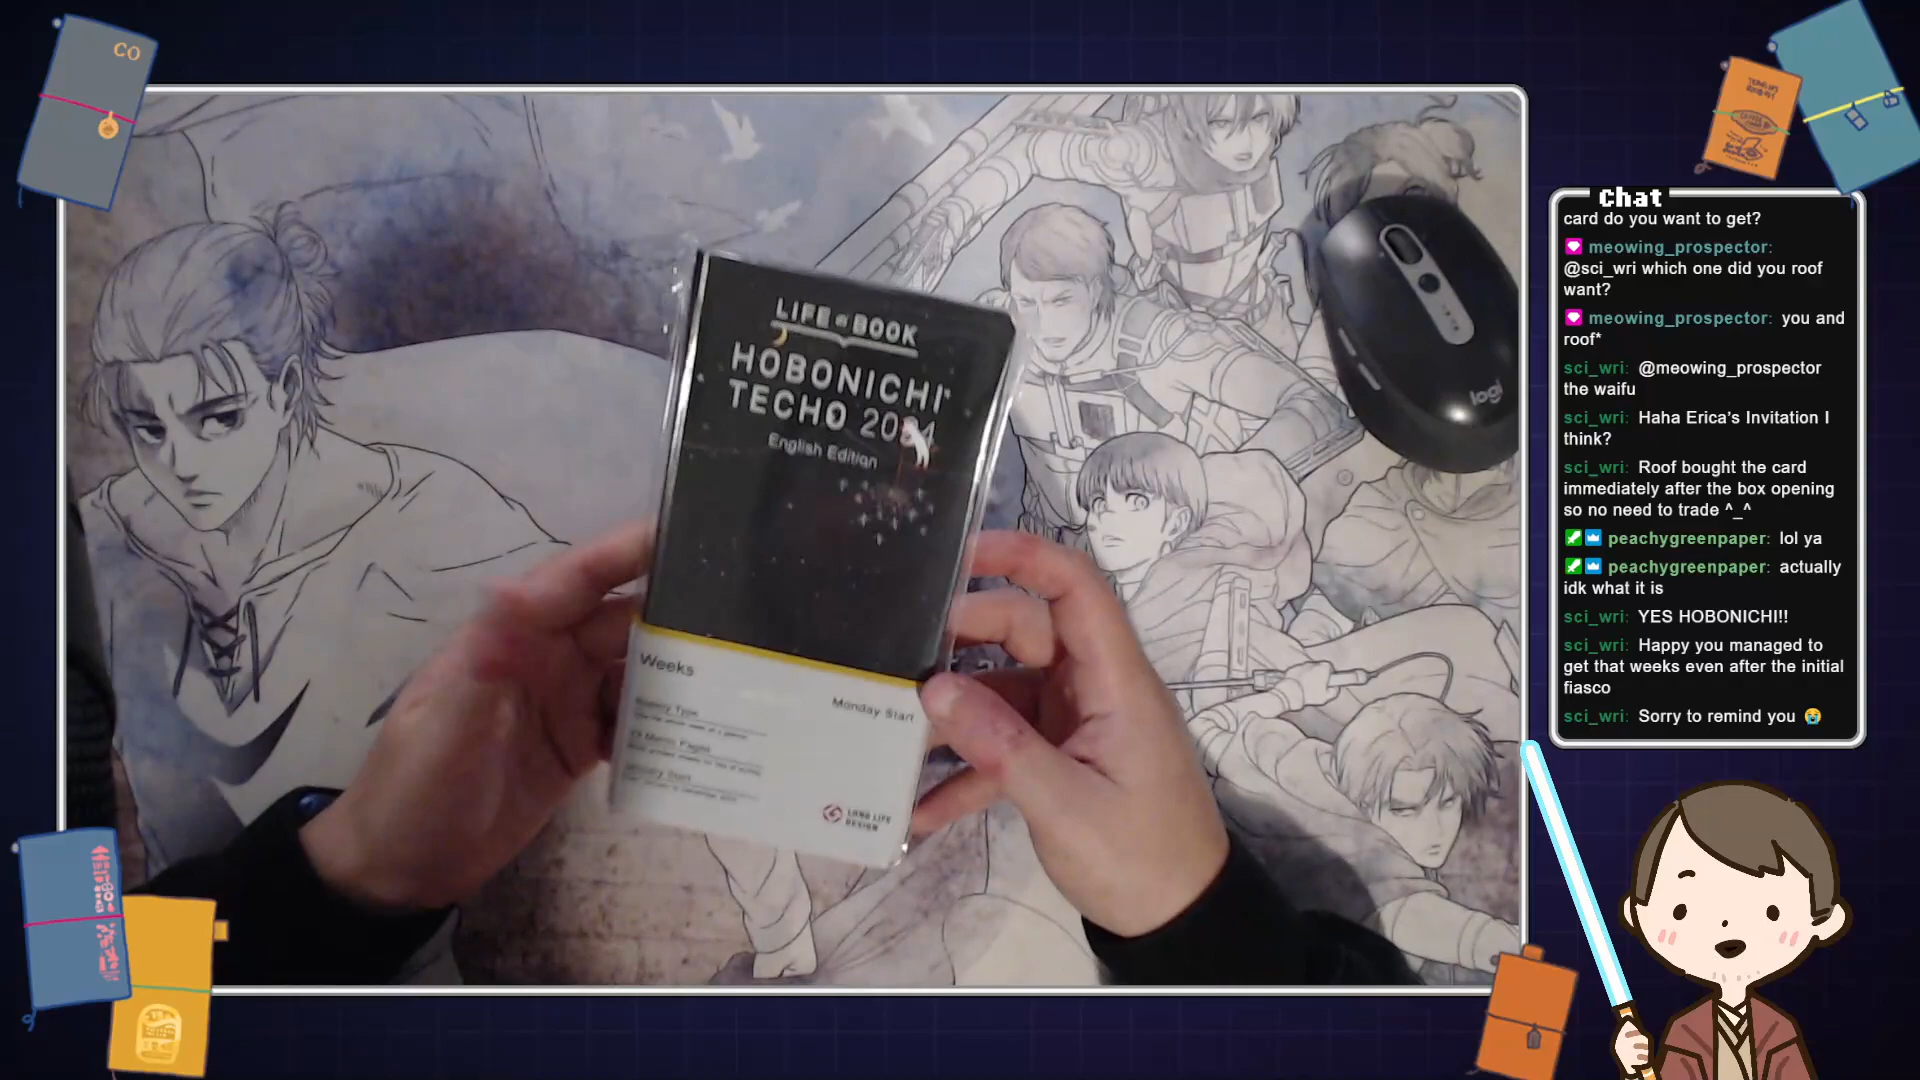 CO
LIFE BOOK
HOBONICHI
TECHO 2024
English Edition
Weeks
Monday Start
LONG LIFE
DESIGN
logi
Chat
card do you want to get?
meowing_prospector:
@sci_wri which one did you roof
want?
meowing_prospector: you and
roof*
sci_wri: @meowing_prospector
the waifu
sci_wri: Haha Erica's Invitation I
think?
sci_wri: Roof bought the card
immediately after the box opening
so no need to trade ^_^
peachygreenpaper: lol ya
peachygreenpaper: actually
idk what it is
sci_wri: YES HOBONICHI!!
sci_wri: Happy you managed to
get that weeks even after the initial
fiasco
sci_wri: Sorry to remind you 😭